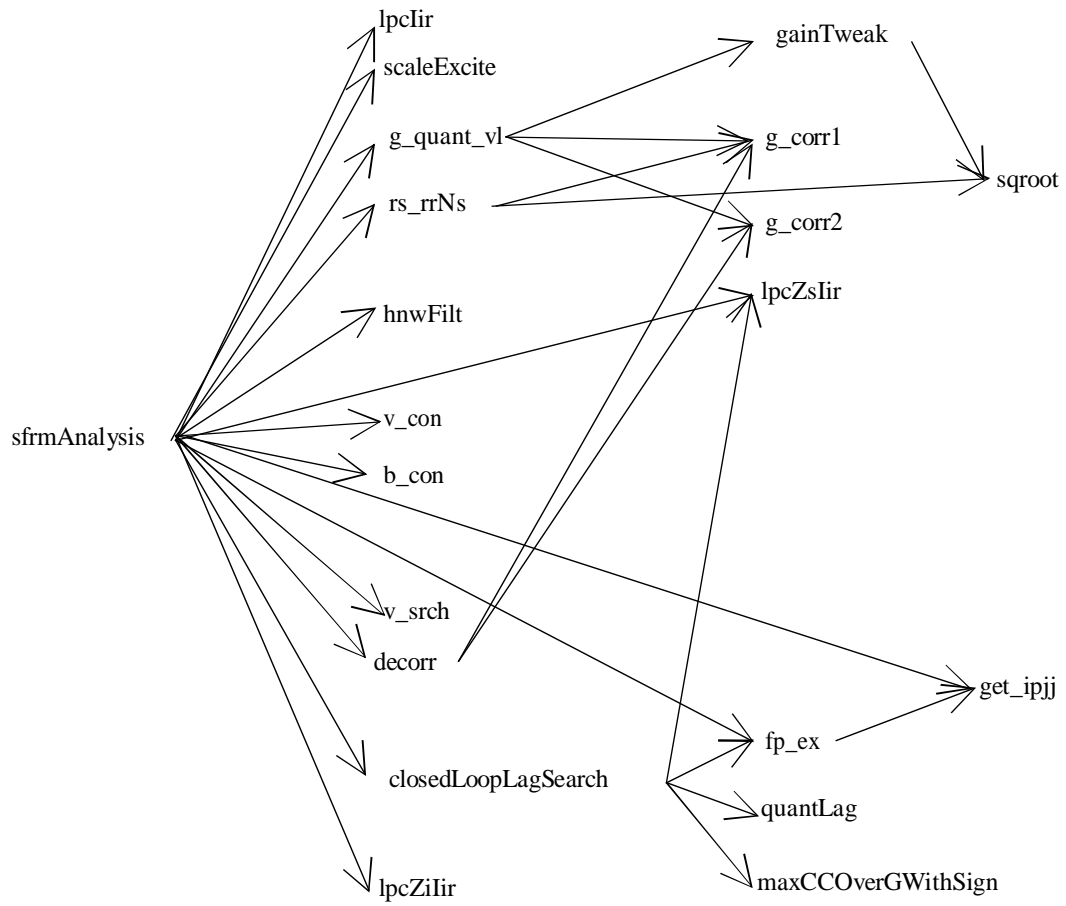 lpcIir
gainTweak
scaleExcite
g_quant_vl
g_corr1
sqroot
rs_rrNs
g_corr2
lpcZsIir
hnwFilt
v_con
sfrmAnalysis
b_con
v_srch
decorr
get_ipjj
fp_ex
closedLoopLagSearch
quantLag
lpcZiIir
maxCCOverGWithSign